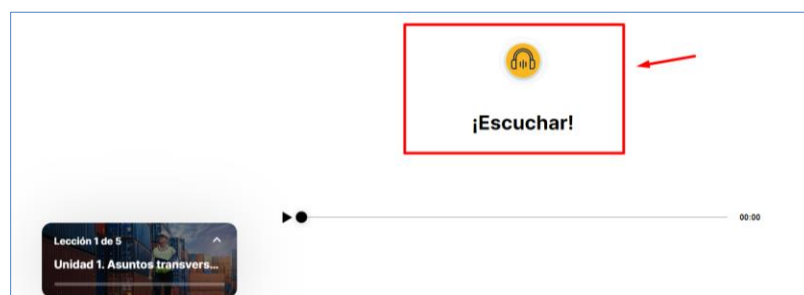 ¡Escuchar!
00:00
Lección 1 de 5
Unidad 1. Asuntos transvers...